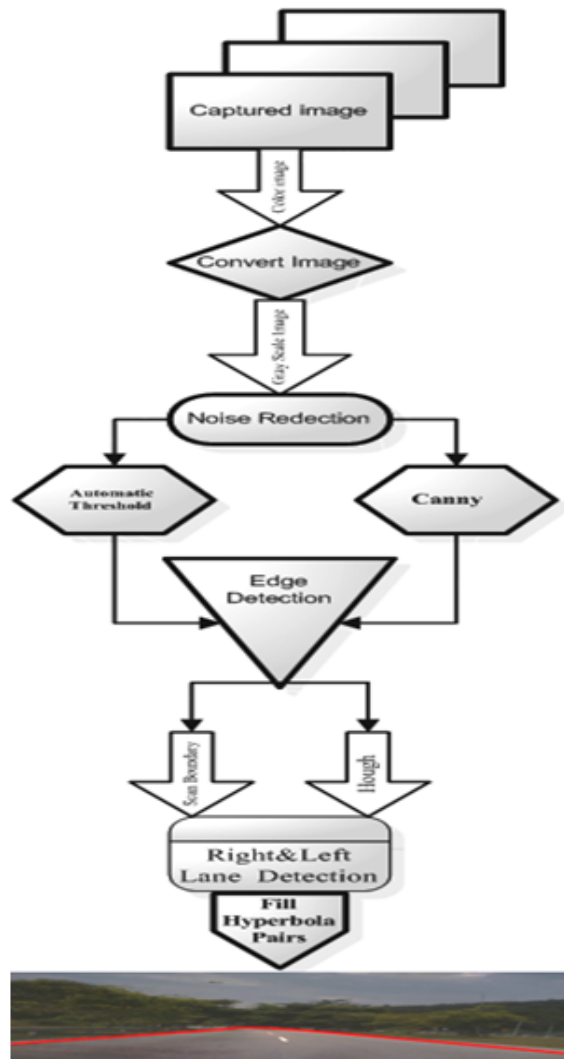 Captured image
Color image
Convert Image
Gray Scale Image
Noise Redection
Automatic
Threshold
Canny
Edge
Detection
Scan Boundary
Hough
Right&Left
Lane Detection
Fill
Hyperbola
Pairs